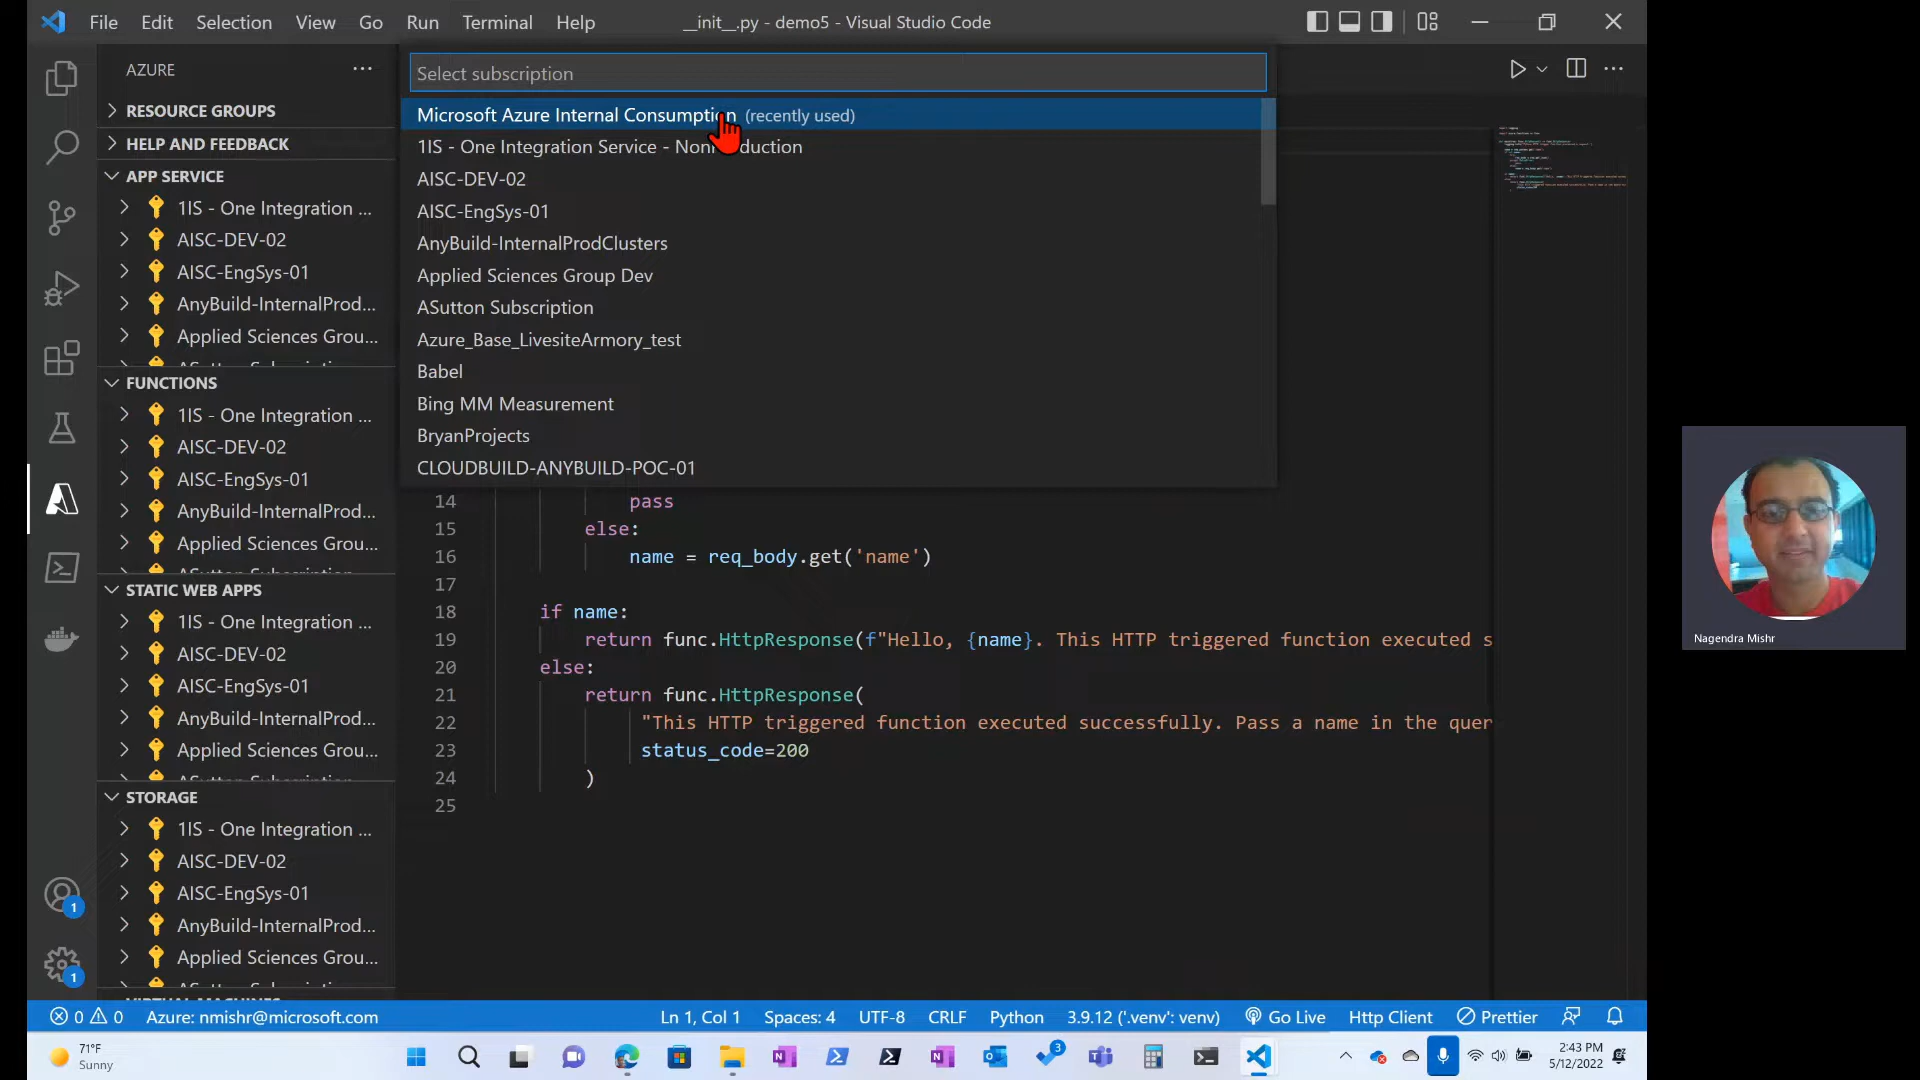 File Edit Selection View Go Run Terminal Help
__init__.py - demo5 - Visual Studio Code
AZURE
RESOURCE GROUPS
HELP AND FEEDBACK
APP SERVICE
1IS - One Integration ...
AISC-DEV-02
AISC-EngSys-01
AnyBuild-InternalProd...
Applied Sciences Grou...
FUNCTIONS
1IS - One Integration ...
AISC-DEV-02
AISC-EngSys-01
AnyBuild-InternalProd...
Applied Sciences Grou...
STATIC WEB APPS
1IS - One Integration ...
AISC-DEV-02
AISC-EngSys-01
AnyBuild-InternalProd...
Applied Sciences Grou...
STORAGE
1IS - One Integration ...
AISC-DEV-02
AISC-EngSys-01
AnyBuild-InternalProd...
Applied Sciences Grou...
Select subscription
Microsoft Azure Internal Consumption (recently used)
1IS - One Integration Service -
AISC-DEV-02
AISC-EngSys-01
AnyBuild-InternalProdClusters
Applied Sciences Group Dev
ASutton Subscription
Azure_Base_LivesiteArmory_test
Babel
Bing MM Measurement
BryanProjects
CLOUDBUILD-ANYBUILD-POC-01
14 pass
15 else:
16 name = req_body.get('name')
17
18 if name:
19 return func.HttpResponse(f"Hello, {name}. This HTTP triggered function executed s
20 else:
21 return func.HttpResponse(
22 "This HTTP triggered function executed successfully. Pass a name in the quer
23 status_code=200
24 )
25
1
1
0 0 Azure: nmishr@microsoft.com Ln 1, Col 1 Spaces: 4 UTF-8 CRLF Python 3.9.12 ('.venv': venv) Go Live Http Client Prettier
71°F
Sunny
3
2:43 PM
5/12/2022
Nagendra Mishr